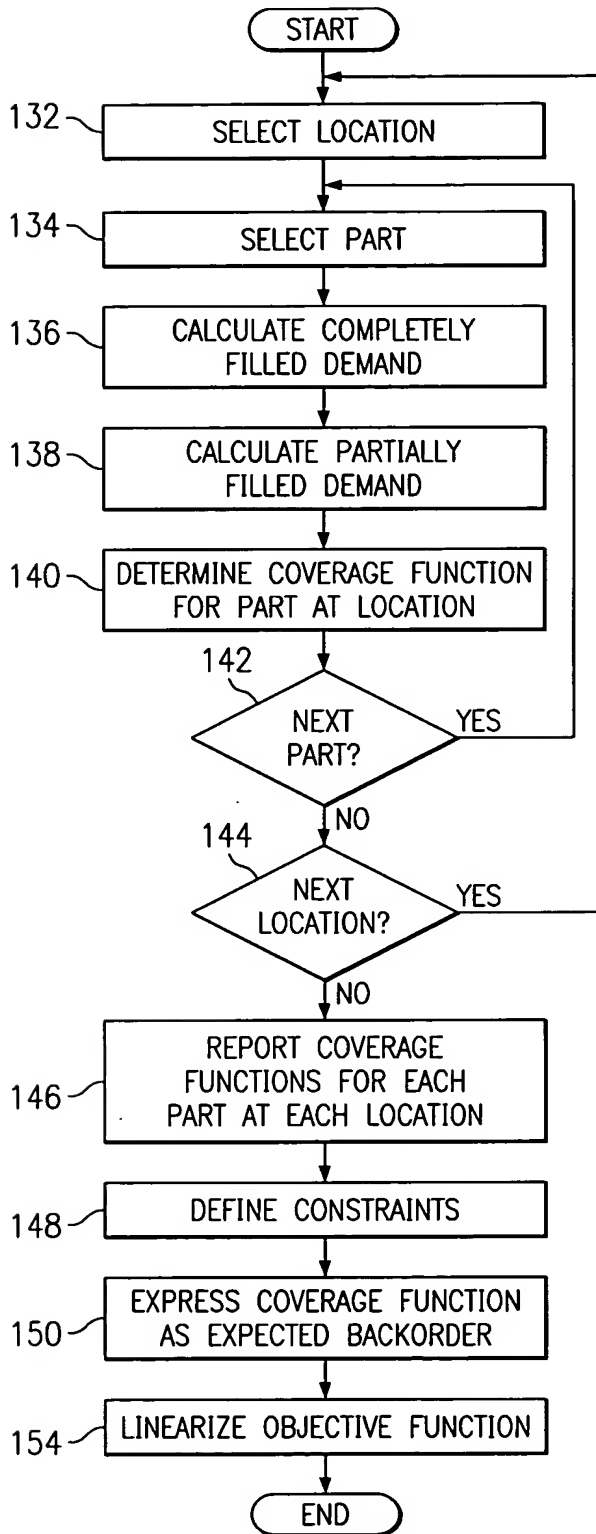 START
132
SELECT LOCATION
134
SELECT PART
136
CALCULATE COMPLETELY
FILLED DEMAND
138
CALCULATE PARTIALLY
FILLED DEMAND
140
DETERMINE COVERAGE FUNCTION
FOR PART AT LOCATION
142
NEXT
PART?
YES
NO
144
NEXT
LOCATION?
YES
NO
146
REPORT COVERAGE
FUNCTIONS FOR EACH
PART AT EACH LOCATION
148
DEFINE CONSTRAINTS
150
EXPRESS COVERAGE FUNCTION
AS EXPECTED BACKORDER
154
LINEARIZE OBJECTIVE FUNCTION
END